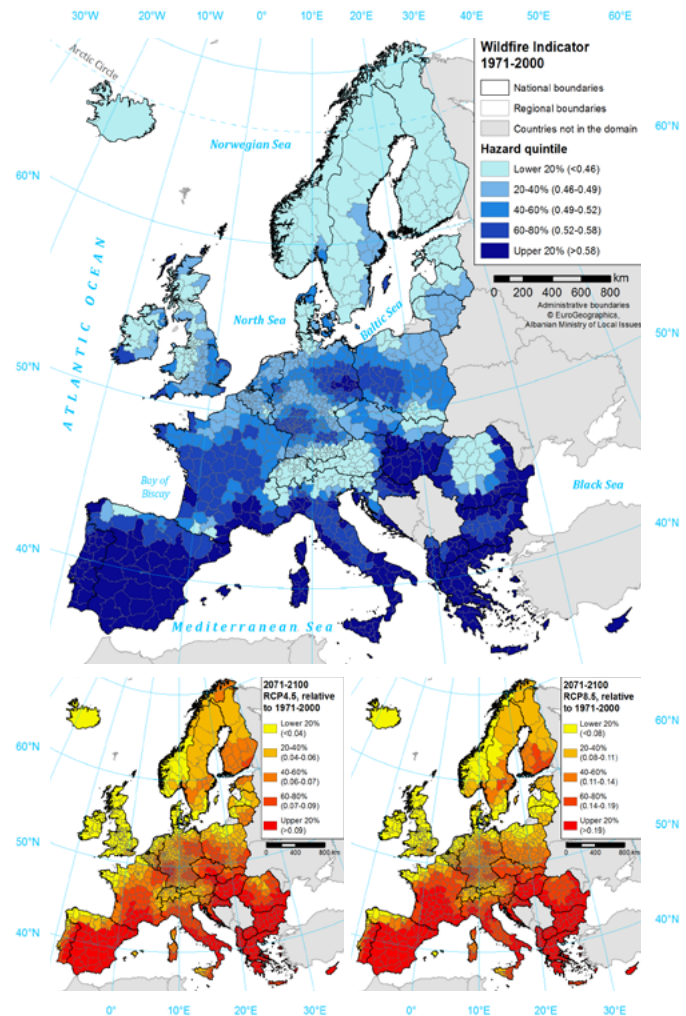 30°W 20°W 10°W 0° 10°E 20°E 30°E 40°E 50°E 60°E
Arctic Circle
Wildfire Indicator
1971-2000
National boundaries
Regional boundaries
Countries not in the domain
Hazard quintile
Lower 20% (<0.46)
20-40% (0.46-0.49)
40-60% (0.49-0.52)
60-80% (0.52-0.58)
Upper 20% (>0.58)
km
0 200 400 600 800
Administrative boundaries
© EuroGeographics,
Albanian Ministry of Local Issues
60°N
60°N
50°N
50°N
40°N
40°N
Norwegian Sea
ATLANTIC OCEAN
North Sea
Baltic Sea
Bay of
Biscay
Black Sea
Mediterranean Sea
2071-2100
RCP4.5, relative
to 1971-2000
Lower 20%
(<0.04)
20-40%
(0.04-0.06)
40-60%
(0.06-0.07)
60-80%
(0.07-0.09)
Upper 20%
(>0.09)
0 400 800 km
2071-2100
RCP8.5, relative
to 1971-2000
Lower 20%
(<0.08)
20-40%
(0.08-0.11)
40-60%
(0.11-0.14)
60-80%
(0.14-0.19)
Upper 20%
(>0.19)
0 400 800 km
60°N
60°N
50°N
50°N
40°N
40°N
0° 10°E 20°E 30°E 0° 10°E 20°E 30°E